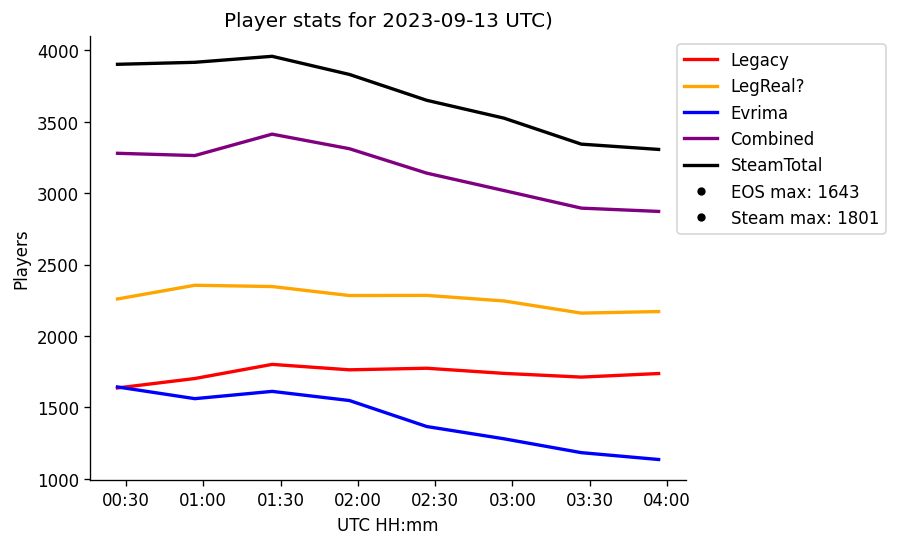 Player stats for 2023-09-13 UTC)
4000
3500
3000
2500
2000
1500
1000
Players
00:30 01:00 01:30 02:00 02:30 03:00 03:30 04:00
UTC HH:mm
Legacy
LegReal?
Evrima
Combined
SteamTotal
EOS max: 1643
Steam max: 1801